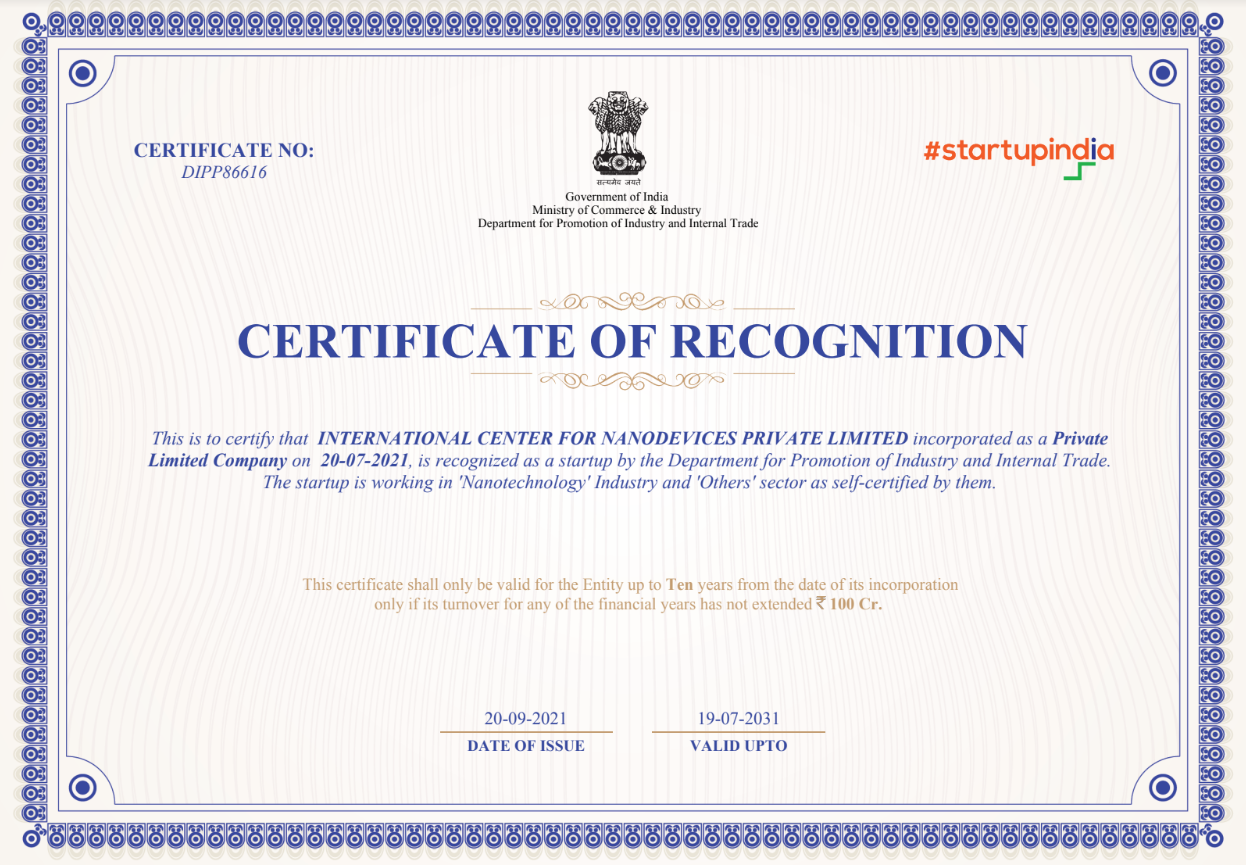 CERTIFICATE NO:
DIPP86616
सत्यमेव जयते
Government of India
Ministry of Commerce & Industry
Department for Promotion of Industry and Internal Trade
#startupindia
CERTIFICATE OF RECOGNITION
This is to certify that INTERNATIONAL CENTER FOR NANODEVICES PRIVATE LIMITED incorporated as a Private
Limited Company on 20-07-2021, is recognized as a startup by the Department for Promotion of Industry and Internal Trade.
The startup is working in 'Nanotechnology' Industry and 'Others' sector as self-certified by them.
This certificate shall only be valid for the Entity up to Ten years from the date of its incorporation
only if its turnover for any of the financial years has not extended ₹ 100 Cr.
20-09-2021
DATE OF ISSUE
19-07-2031
VALID UPTO